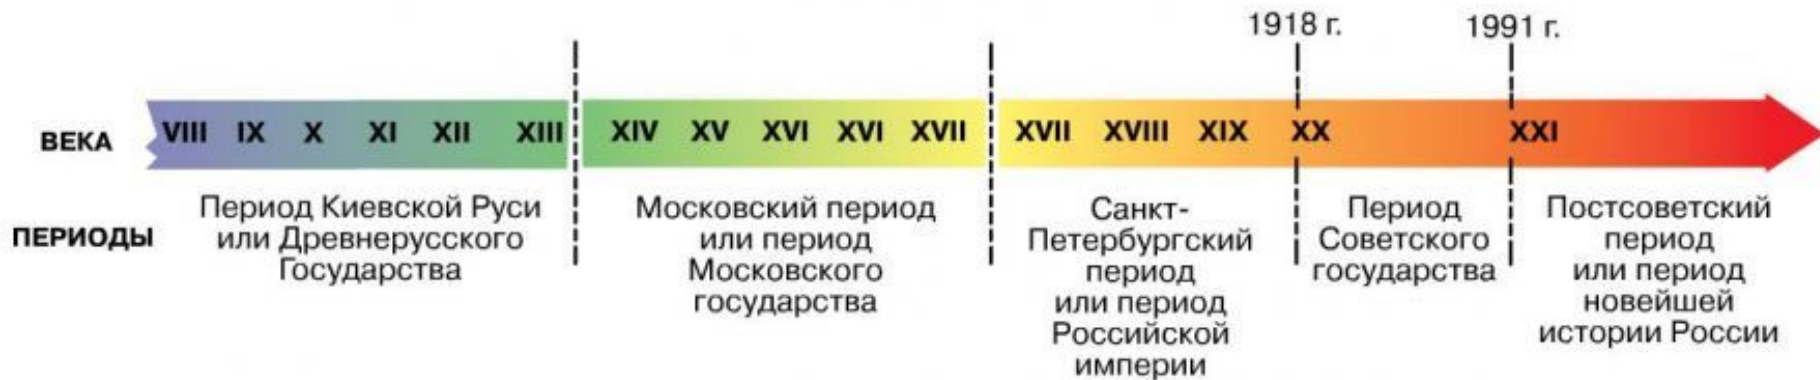 1918 г. 1991 г.
ВЕКА VIII IX X XI XII XIII XIV XV XVI XVI XVII XVII XVIII XIX XX XXI
ПЕРИОДЫ
Период Киевской Руси
или Древнерусского
Государства
Московский период
или период
Московского
государства
Санкт-
Петербургский
период
или период
Российской
империи
Период
Советского
государства
Постсоветский
период
или период
новейшей
истории России